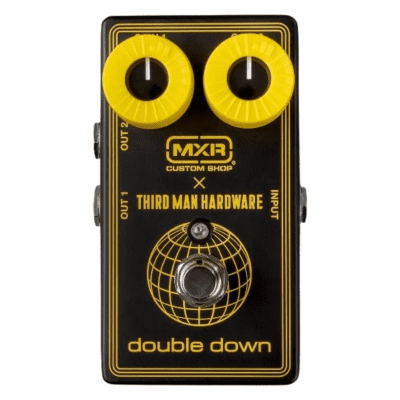 OUT 2
MXR
CUSTOM SHOP
X
OUT 1
THIRD MAN HARDWARE
INPUT
double down